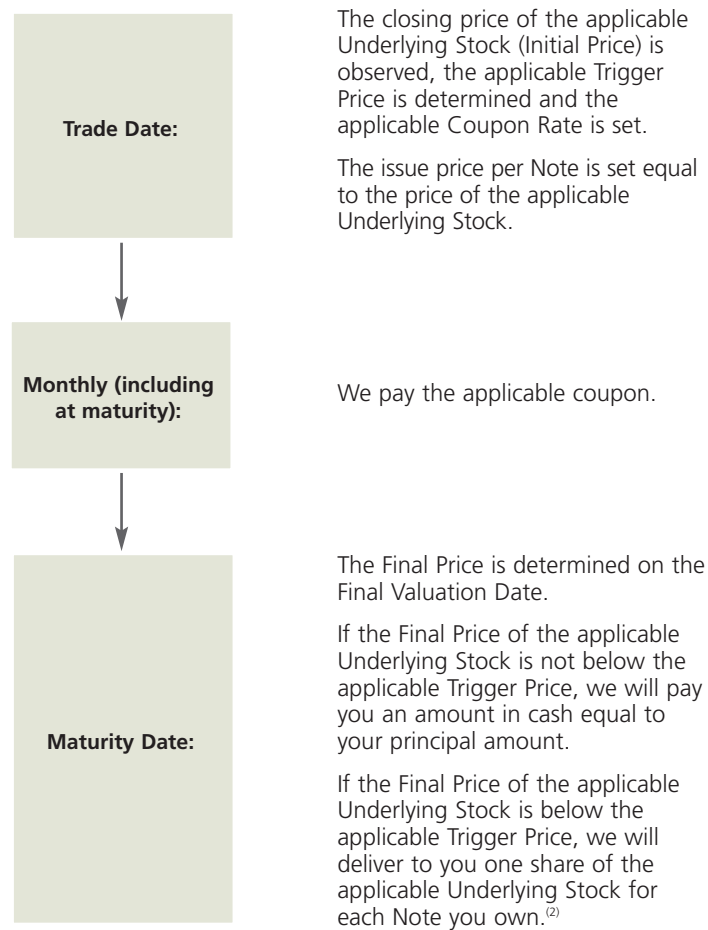 Trade Date:
The closing price of the applicable
Underlying Stock (Initial Price) is
observed, the applicable Trigger
Price is determined and the
applicable Coupon Rate is set.
The issue price per Note is set equal
to the price of the applicable
Underlying Stock.
Monthly (including
at maturity):
We pay the applicable coupon.
Maturity Date:
The Final Price is determined on the
Final Valuation Date.
If the Final Price of the applicable
Underlying Stock is not below the
applicable Trigger Price, we will pay
you an amount in cash equal to
your principal amount.
If the Final Price of the applicable
Underlying Stock is below the
applicable Trigger Price, we will
deliver to you one share of the
applicable Underlying Stock for
each Note you own.(2)